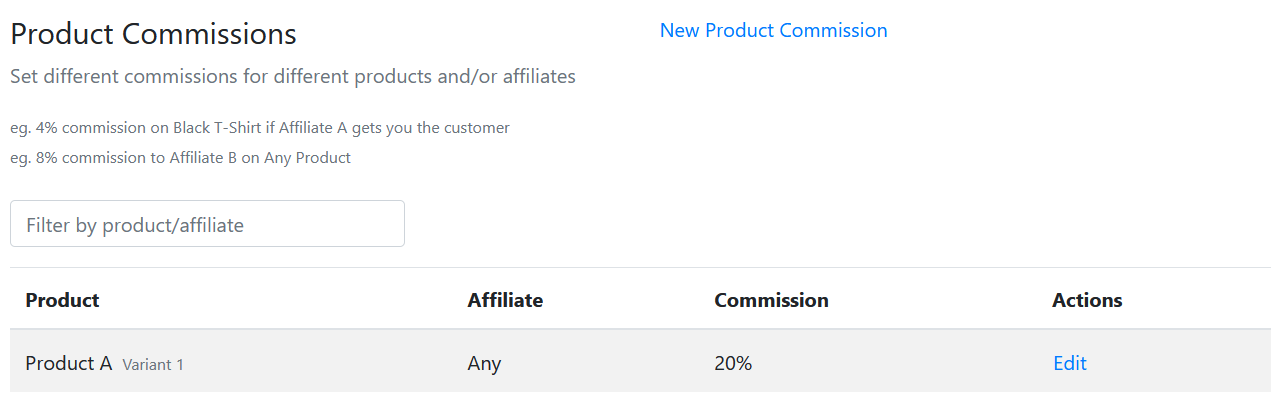 Product Commissions
New Product Commission
Set different commissions for different products and/or affiliates
eg. 4% commission on Black T-Shirt if Affiliate A gets you the customer
eg. 8% commission to Affiliate B on Any Product
Filter by product/affiliate
Product Affiliate Commission Actions
Product A Variant 1 Any 20% Edit